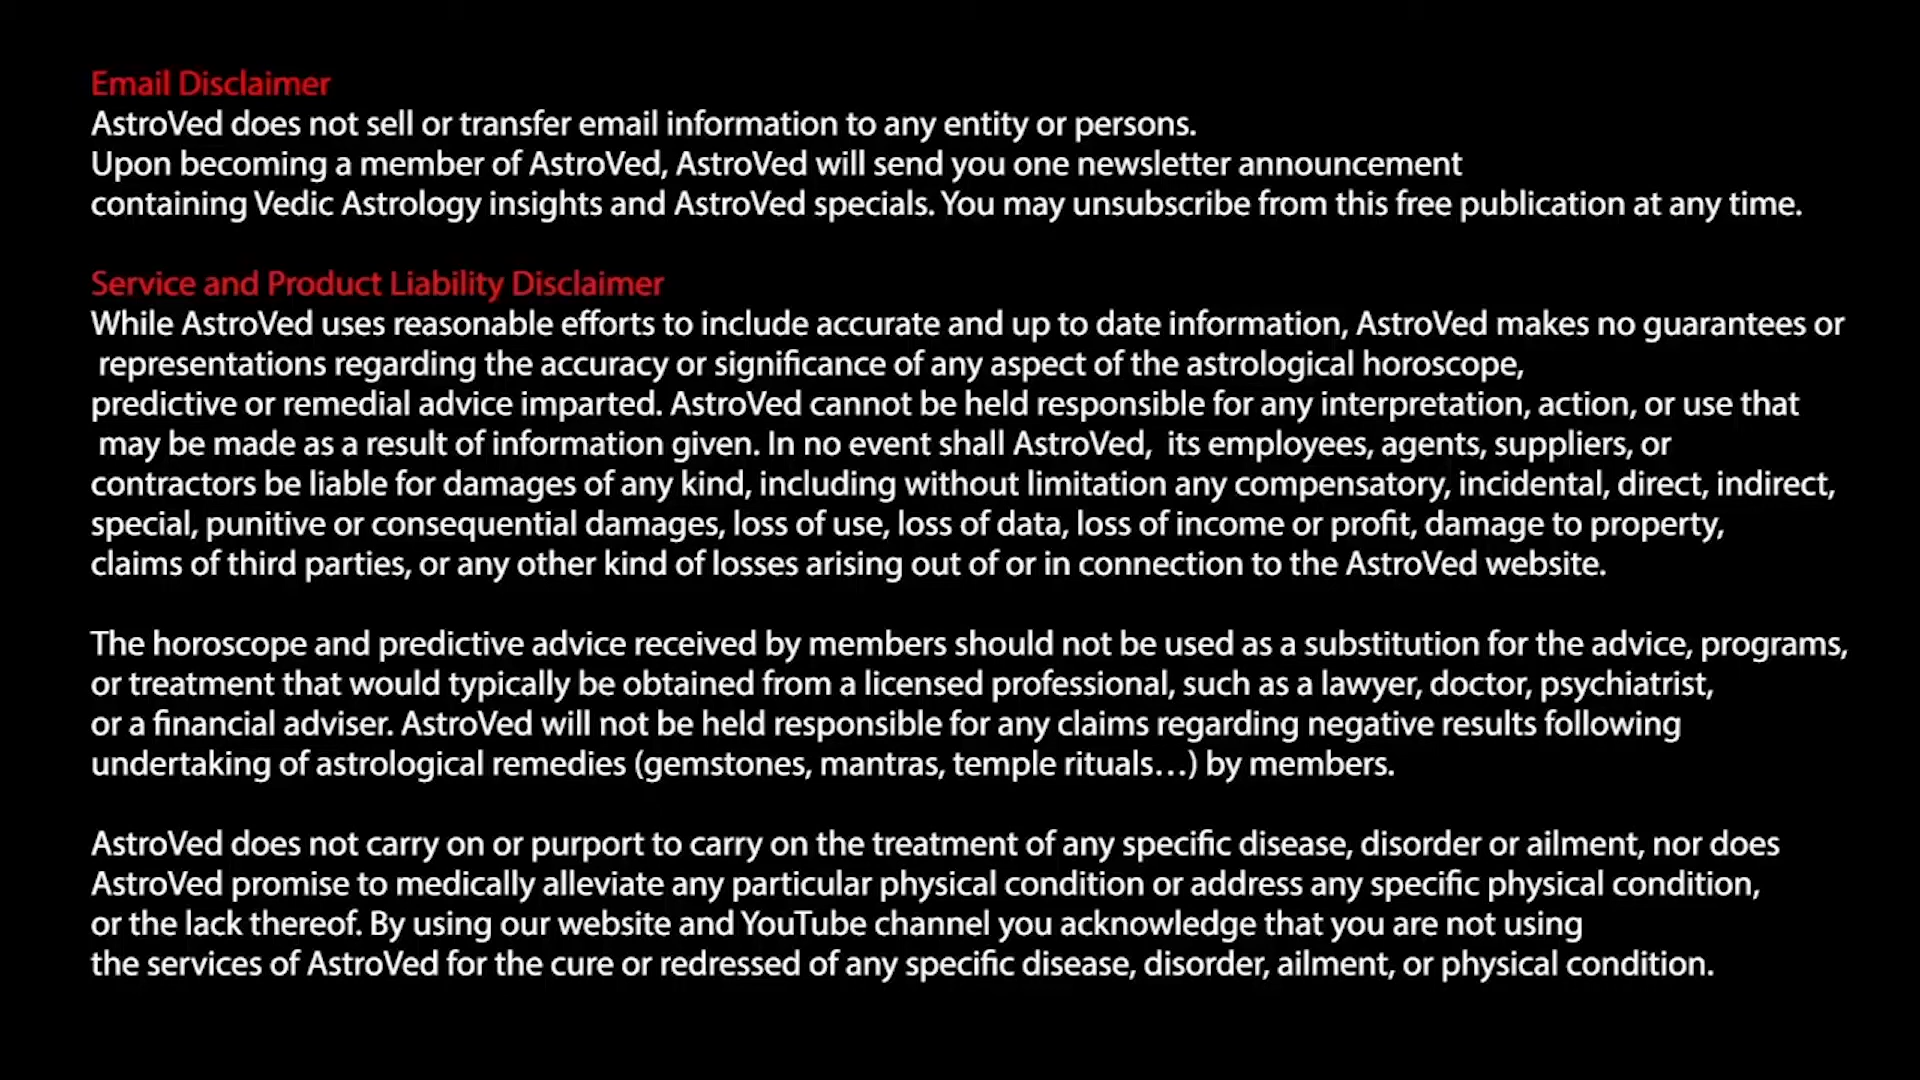 Email Disclaimer
AstroVed does not sell or transfer email information to any entity or persons.
Upon becoming a member of AstroVed, AstroVed will send you one newsletter announcement
containing Vedic Astrology insights and AstroVed specials. You may unsubscribe from this free publication at any time.
Service and Product Liability Disclaimer
While AstroVed uses reasonable efforts to include accurate and up to date information, AstroVed makes no guarantees or
representations regarding the accuracy or significance of any aspect of the astrological horoscope,
predictive or remedial advice imparted. AstroVed cannot be held responsible for any interpretation, action, or use that
may be made as a result of information given. In no event shall AstroVed, its employees, agents, suppliers, or
contractors be liable for damages of any kind, including without limitation any compensatory, incidental, direct, indirect,
special, punitive or consequential damages, loss of use, loss of data, loss of income or profit, damage to property,
claims of third parties, or any other kind of losses arising out of or in connection to the AstroVed website.
The horoscope and predictive advice received by members should not be used as a substitution for the advice, programs,
or treatment that would typically be obtained from a licensed professional, such as a lawyer, doctor, psychiatrist,
or a financial adviser. AstroVed will not be held responsible for any claims regarding negative results following
undertaking of astrological remedies (gemstones, mantras, temple rituals…) by members.
AstroVed does not carry on or purport to carry on the treatment of any specific disease, disorder or ailment, nor does
AstroVed promise to medically alleviate any particular physical condition or address any specific physical condition,
or the lack thereof. By using our website and YouTube channel you acknowledge that you are not using
the services of AstroVed for the cure or redressed of any specific disease, disorder, ailment, or physical condition.